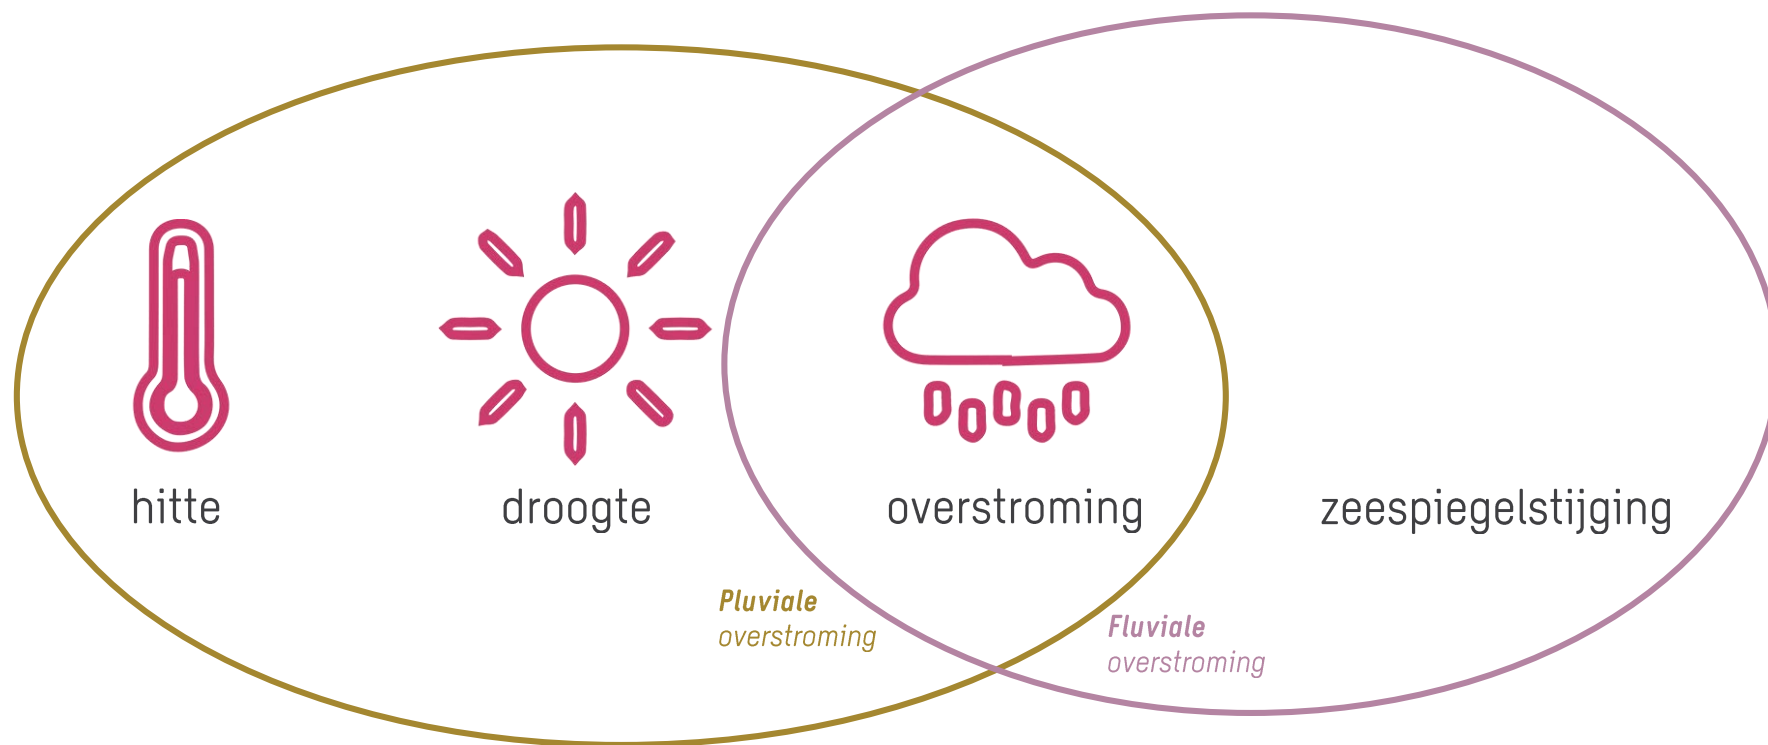 hitte
droogte
overstroming
zeespiegelstijging
Pluviale
overstroming
Fluviale
overstroming